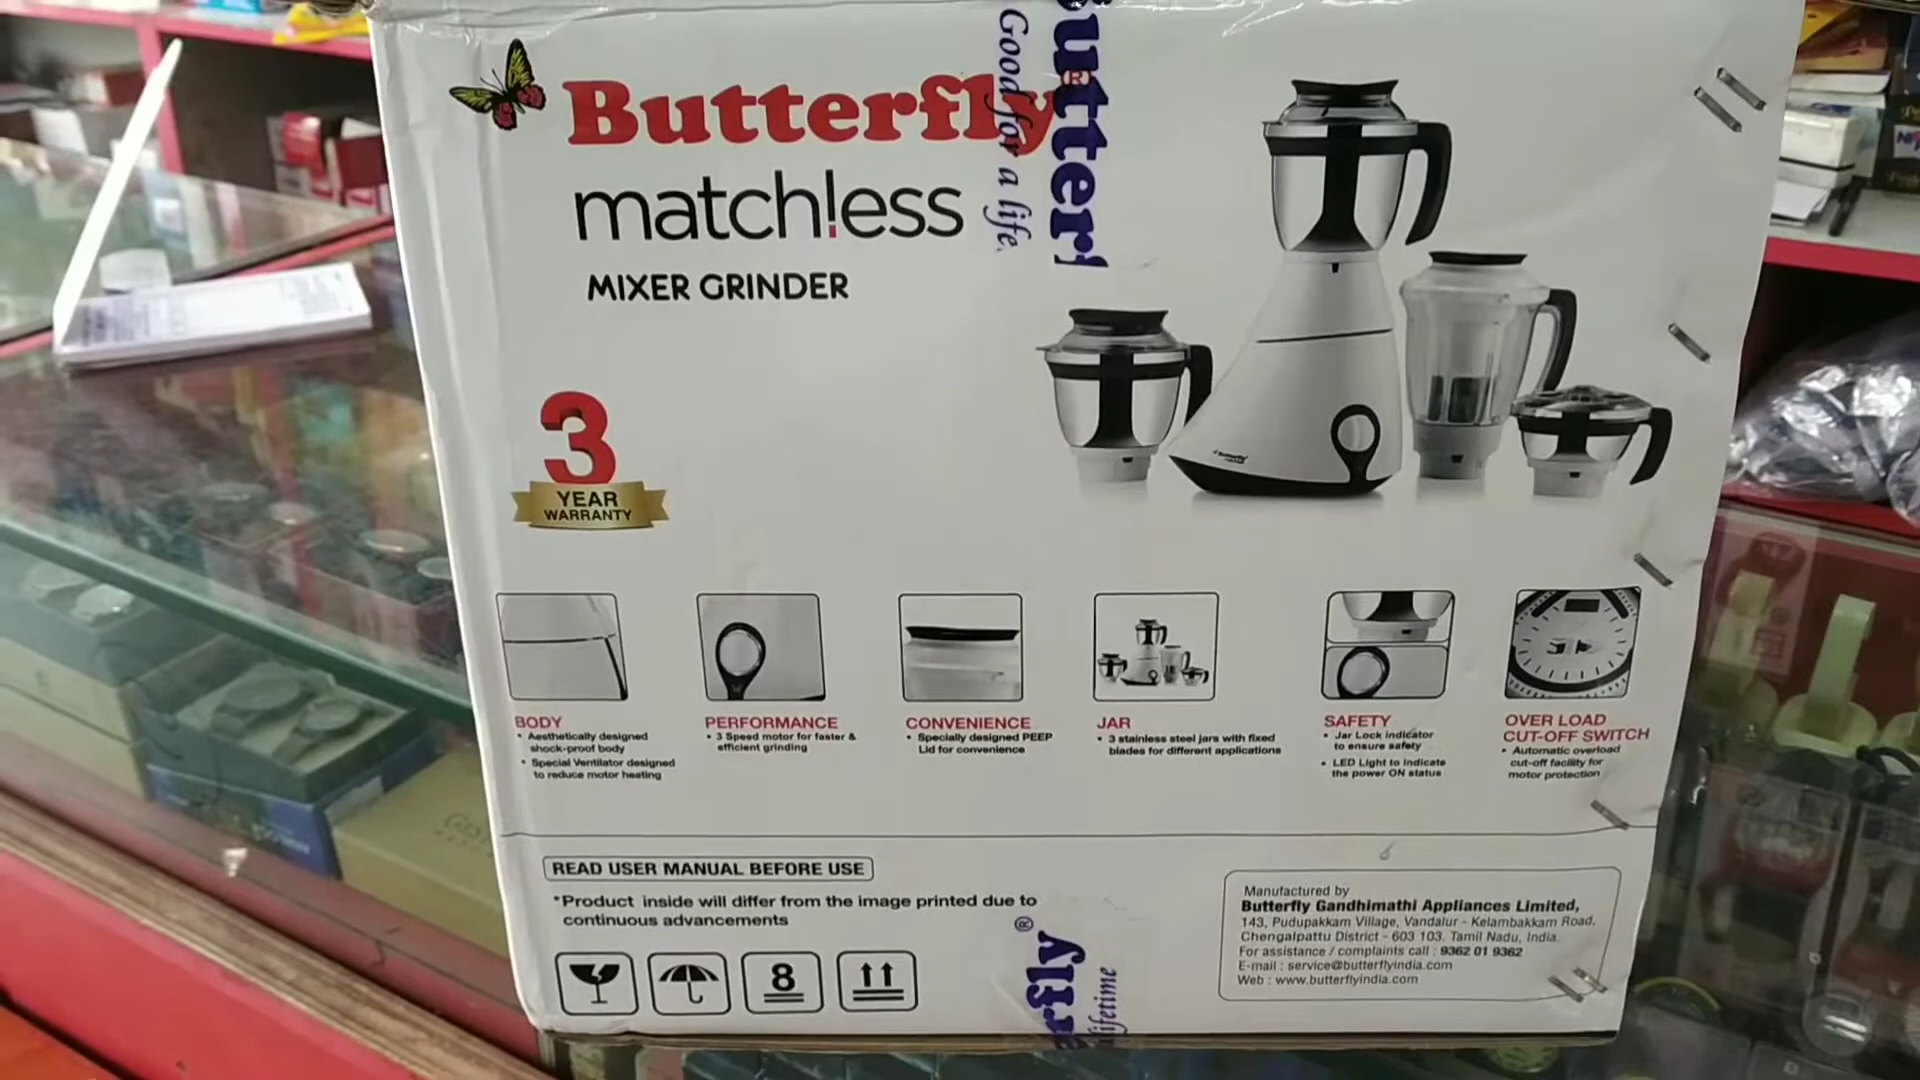 Butterfly
matchless
MIXER GRINDER
Good for a life
3
YEAR
WARRANTY
Butterfly
BODY
• Aesthetically designed
shock-proof body
• Special Ventilator designed
to reduce motor heating
PERFORMANCE
• 3 Speed motor for faster &
efficient grinding
CONVENIENCE
• Specially designed PEEP
Lid for convenience
JAR
• 3 stainless steel jars with fixed
blades for different applications
SAFETY
• Jar Lock indicator
to ensure safety
• LED Light to indicate
the power ON status
OVER LOAD
CUT-OFF SWITCH
• Automatic overload
cut-off facility for
motor protection
READ USER MANUAL BEFORE USE
*Product inside will differ from the image printed due to
continuous advancements
8
Manufactured by
Butterfly Gandhimathi Appliances Limited,
143, Pudupakkam Village, Vandalur - Kelambakkam Road,
Chengalpattu District - 603 103. Tamil Nadu, India.
For assistance / complaints call : 9362 01 9362
E-mail : service@butterflyindia.com
Web : www.butterflyindia.com